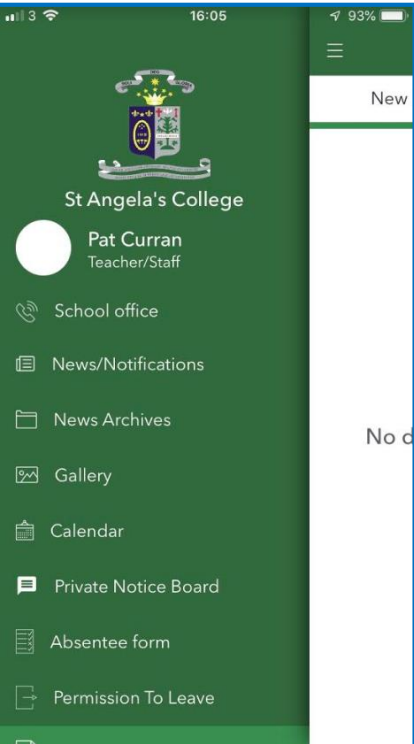 3 16:05 93%
St Angela's College
Pat Curran
Teacher/Staff
School office
News/Notifications
News Archives
Gallery
Calendar
Private Notice Board
Absentee form
Permission To Leave
New
No d